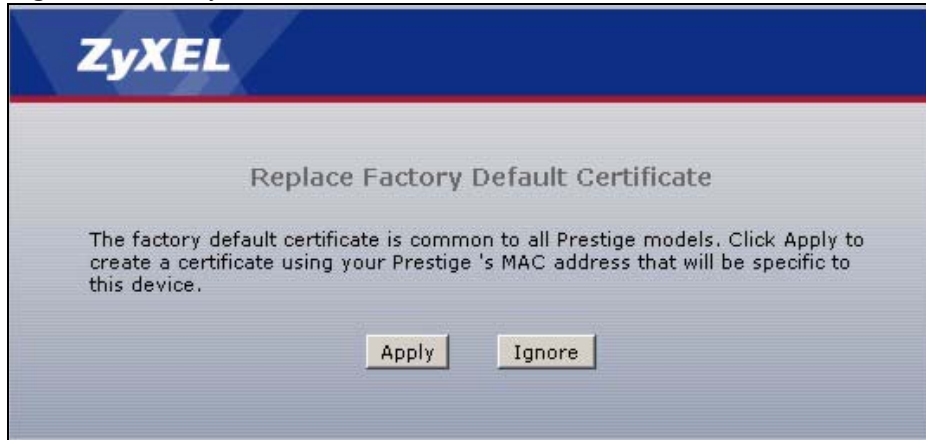 ZyXEL
Replace Factory Default Certificate
The factory default certificate is common to all Prestige models. Click Apply to
create a certificate using your Prestige 's MAC address that will be specific to
this device.
Apply Ignore